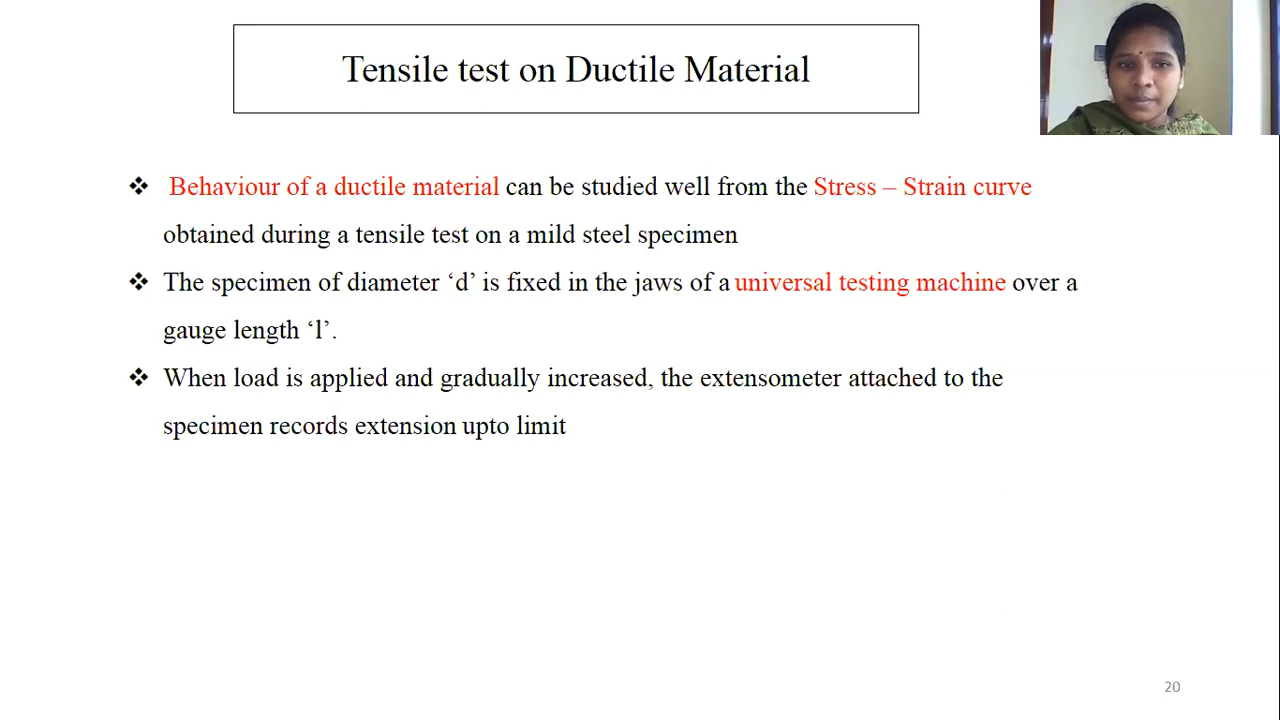 Tensile test on Ductile Material
❖ Behaviour of a ductile material can be studied well from the Stress – Strain curve
obtained during a tensile test on a mild steel specimen
❖ The specimen of diameter ‘d’ is fixed in the jaws of a universal testing machine over a
gauge length ‘l’.
❖ When load is applied and gradually increased, the extensometer attached to the
specimen records extension upto limit
20